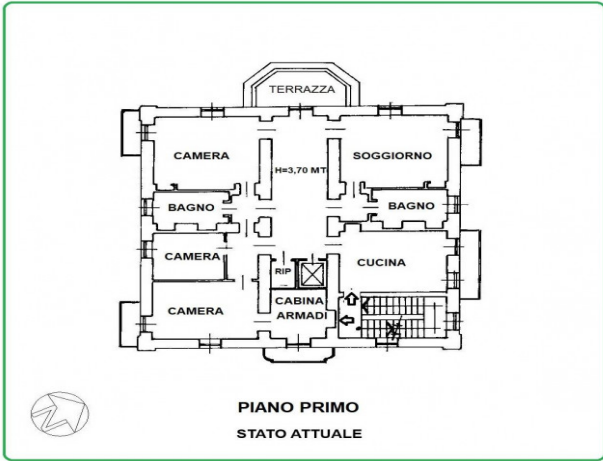 TERRAZZA
CAMERA
SOGGIORNO
H=3,70 MT
BAGNO
BAGNO
CAMERA
CUCINA
RIP
CAMERA
CABINA
ARMADI
PIANO PRIMO
STATO ATTUALE